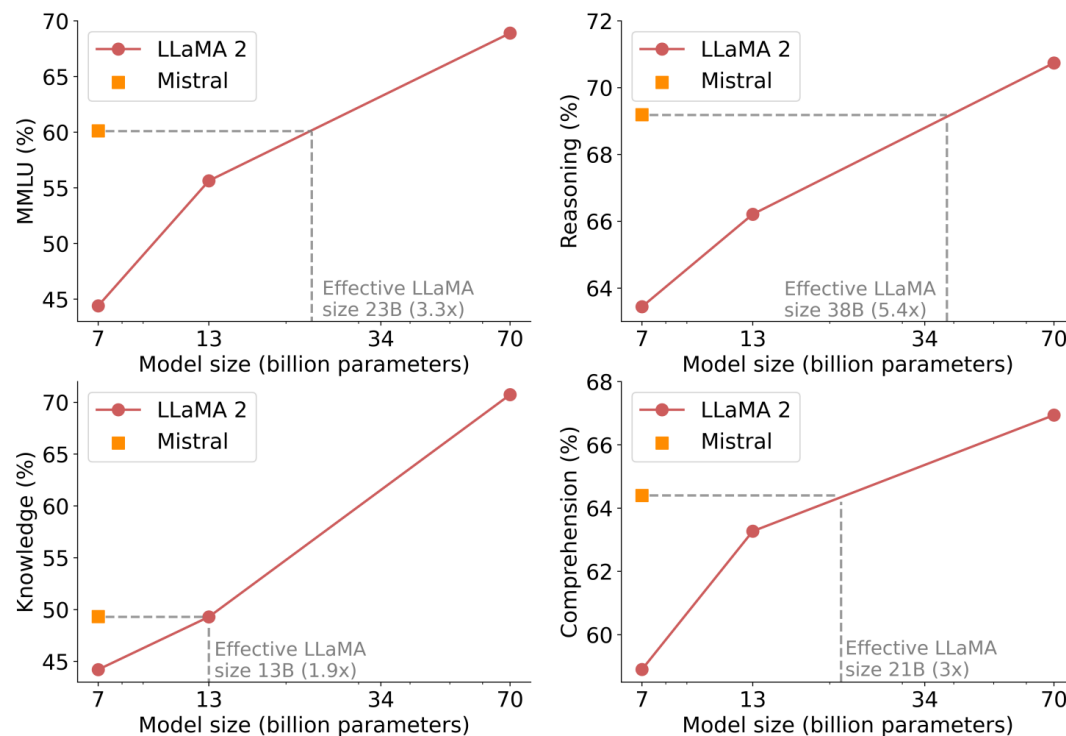 70
65
60
55
50
45
MMLU (%)
LLaMA 2
Mistral
Effective LLaMA
size 23B (3.3x)
7
13
34
70
Model size (billion parameters)
72
70
68
66
64
Reasoning (%)
LLaMA 2
Mistral
Effective LLaMA
size 38B (5.4x)
7
13
34
70
Model size (billion parameters)
70
65
60
55
50
45
Knowledge (%)
LLaMA 2
Mistral
Effective LLaMA
size 13B (1.9x)
7
13
34
70
Model size (billion parameters)
68
66
64
62
60
Comprehension (%)
LLaMA 2
Mistral
Effective LLaMA
size 21B (3x)
7
13
34
70
Model size (billion parameters)